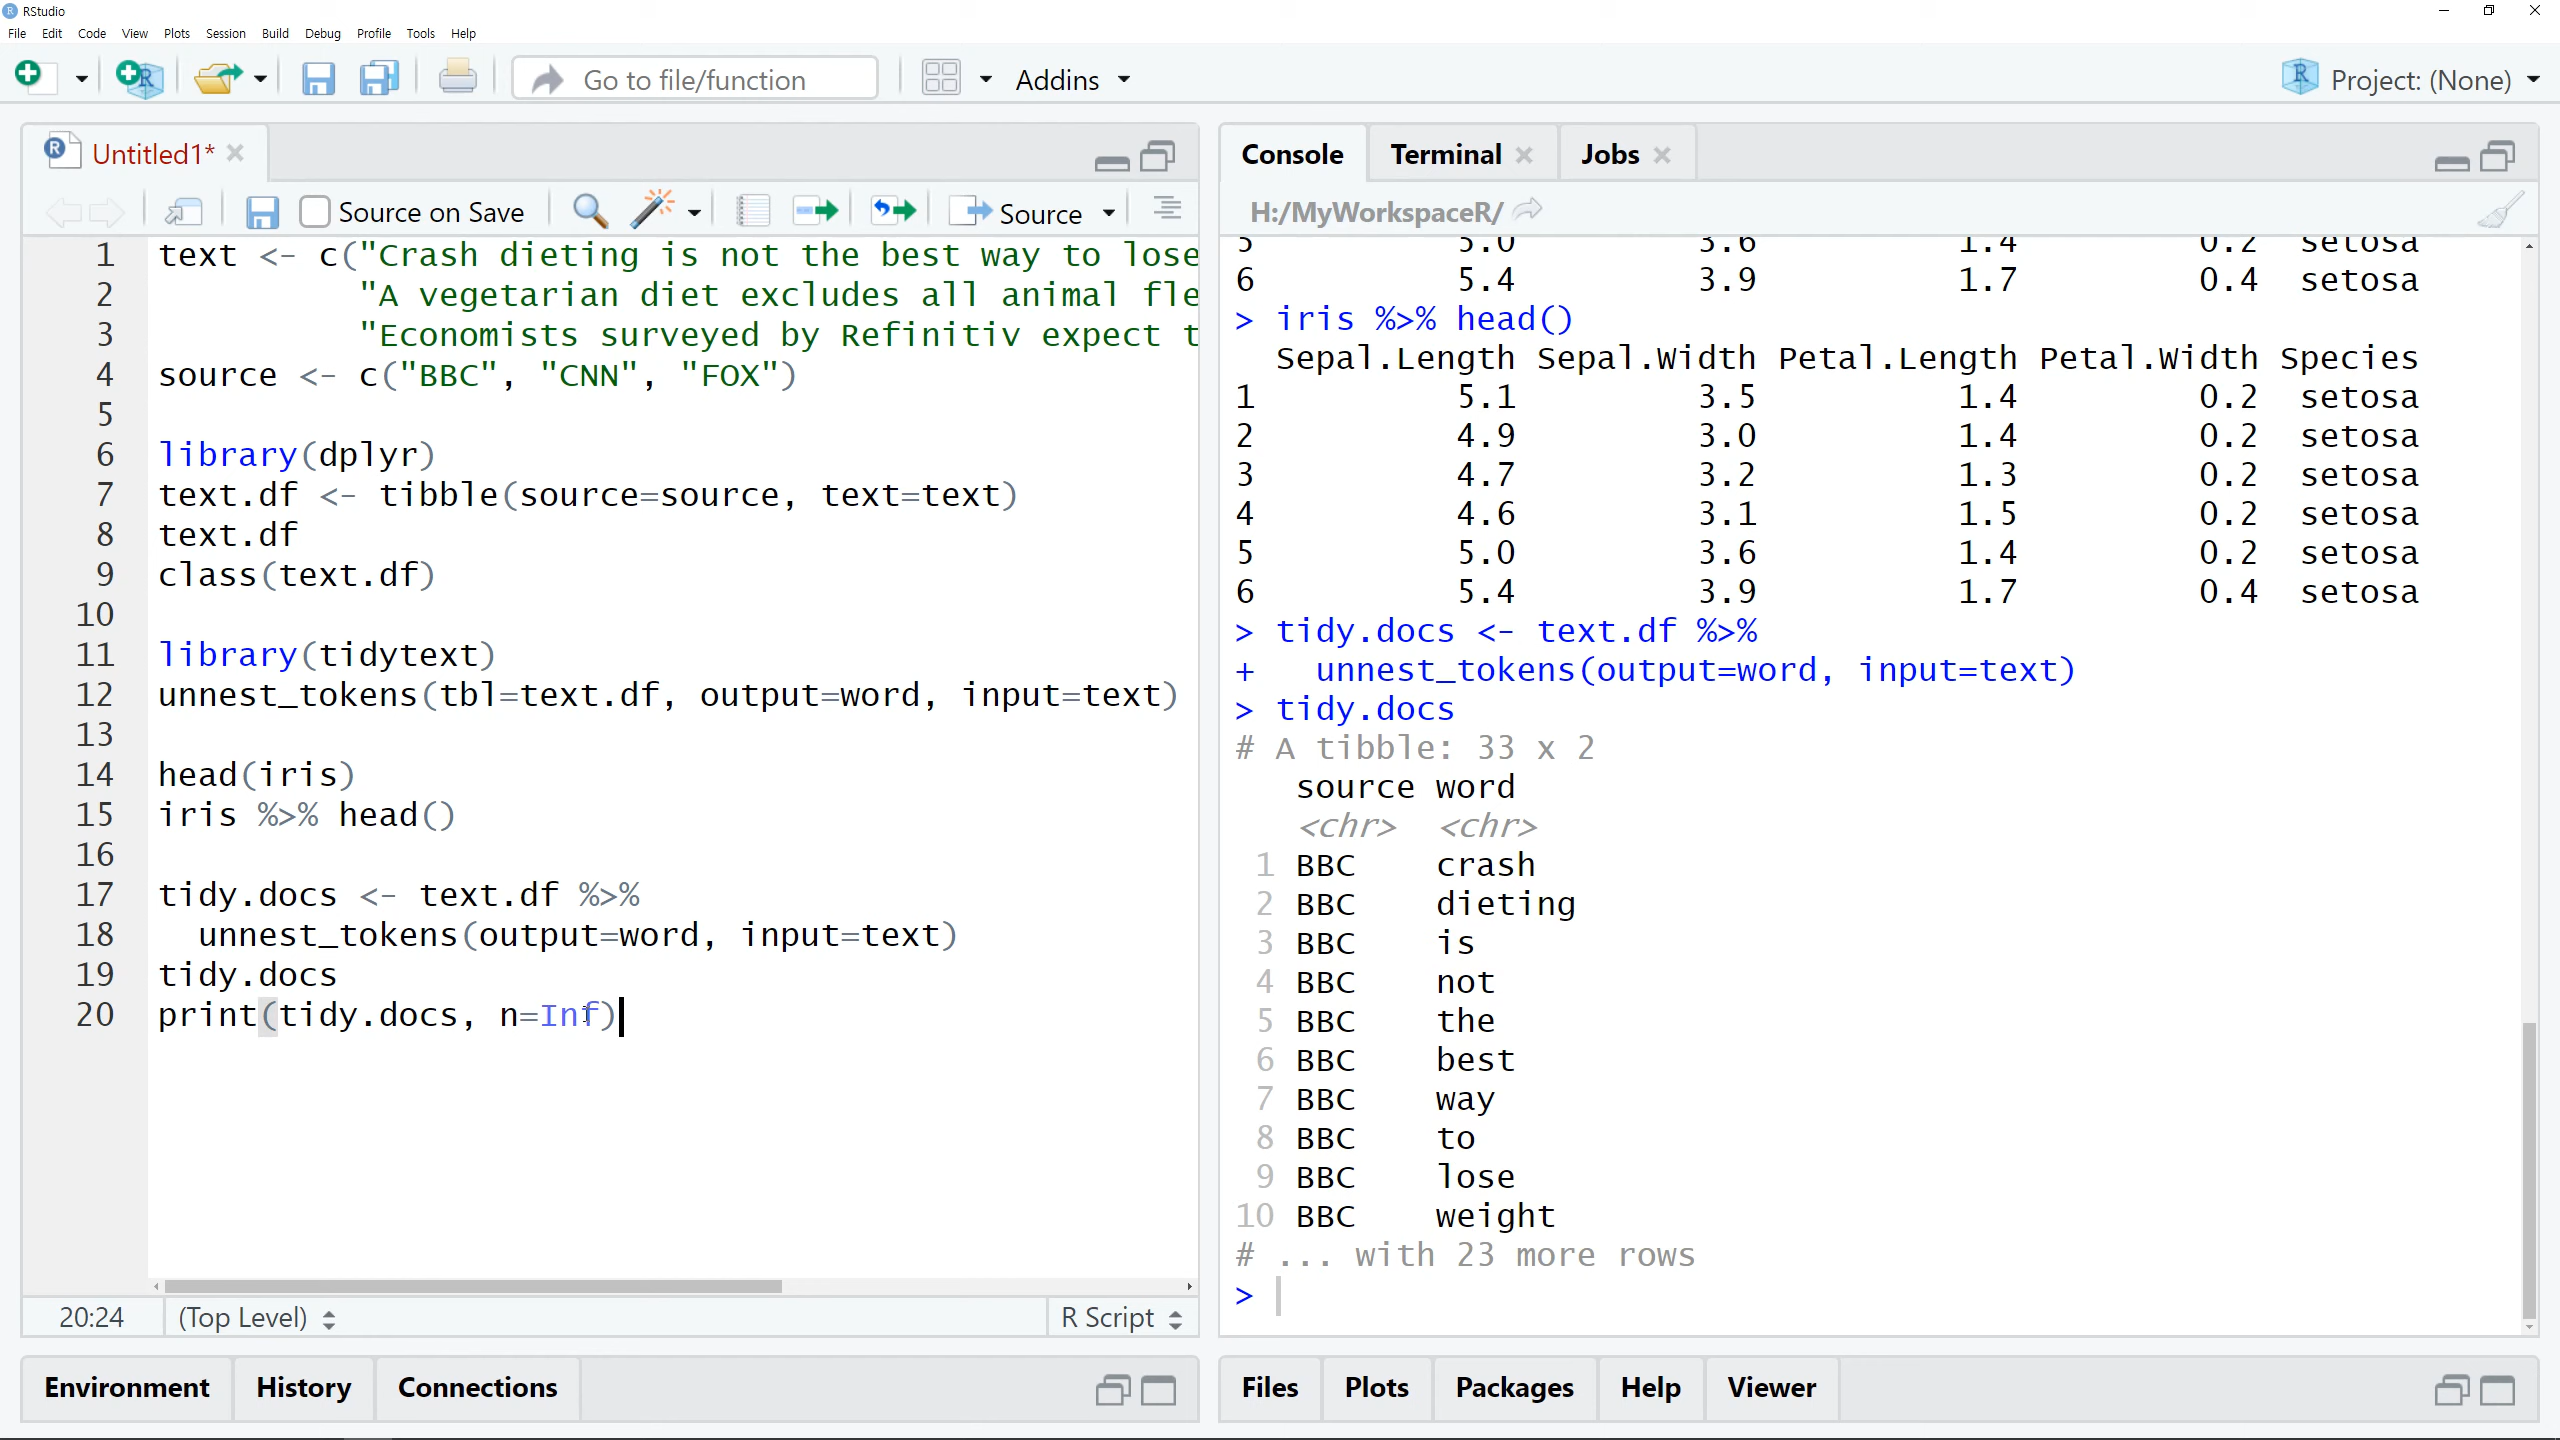 RStudio
File Edit Code View Plots Session Build Debug Profile Tools Help
Go to file/function Addins Project: (None)
Untitled1*
Source on Save Source
1 text <- c("Crash dieting is not the best way to lose
2 "A vegetarian diet excludes all animal fle
3 "Economists surveyed by Refinitiv expect t
4 source <- c("BBC", "CNN", "FOX")
5
6 library(dplyr)
7 text.df <- tibble(source=source, text=text)
8 text.df
9 class(text.df)
10
11 library(tidytext)
12 unnest_tokens(tbl=text.df, output=word, input=text)
13
14 head(iris)
15 iris %>% head()
16
17 tidy.docs <- text.df %>%
18 unnest_tokens(output=word, input=text)
19 tidy.docs
20 print(tidy.docs, n=Inf)
20:24 (Top Level) R Script
Environment History Connections
Console Terminal Jobs
H:/MyWorkspaceR/
5 5.0 3.6 1.4 0.2 setosa
6 5.4 3.9 1.7 0.4 setosa
> iris %>% head()
Sepal.Length Sepal.Width Petal.Length Petal.Width Species
1 5.1 3.5 1.4 0.2 setosa
2 4.9 3.0 1.4 0.2 setosa
3 4.7 3.2 1.3 0.2 setosa
4 4.6 3.1 1.5 0.2 setosa
5 5.0 3.6 1.4 0.2 setosa
6 5.4 3.9 1.7 0.4 setosa
> tidy.docs <- text.df %>%
+ unnest_tokens(output=word, input=text)
> tidy.docs
# A tibble: 33 x 2
source word
<chr> <chr>
1 BBC crash
2 BBC dieting
3 BBC is
4 BBC not
5 BBC the
6 BBC best
7 BBC way
8 BBC to
9 BBC lose
10 BBC weight
# ... with 23 more rows
>
Files Plots Packages Help Viewer